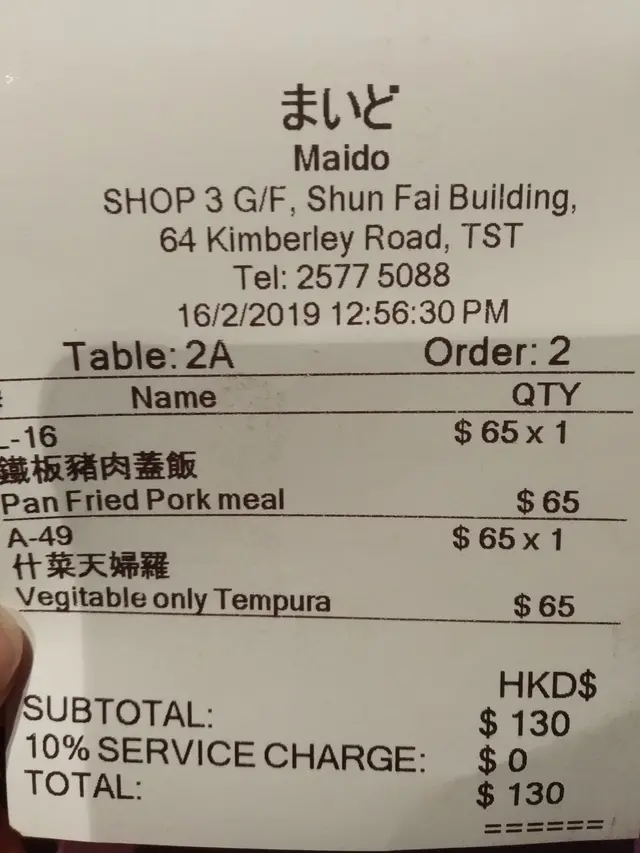 まいど
Maido
SHOP 3 G/F, Shun Fai Building,
64 Kimberley Road, TST
Tel: 2577 5088
16/2/2019 12:56:30 PM
Table: 2A Order: 2
Name QTY
L-16 $ 65 x 1
鐵板豬肉蓋飯
Pan Fried Pork meal $ 65
A-49 $ 65 x 1
什菜天婦羅
Vegitable only Tempura $ 65
HKD$
SUBTOTAL: $ 130
10% SERVICE CHARGE: $ 0
TOTAL: $ 130
======